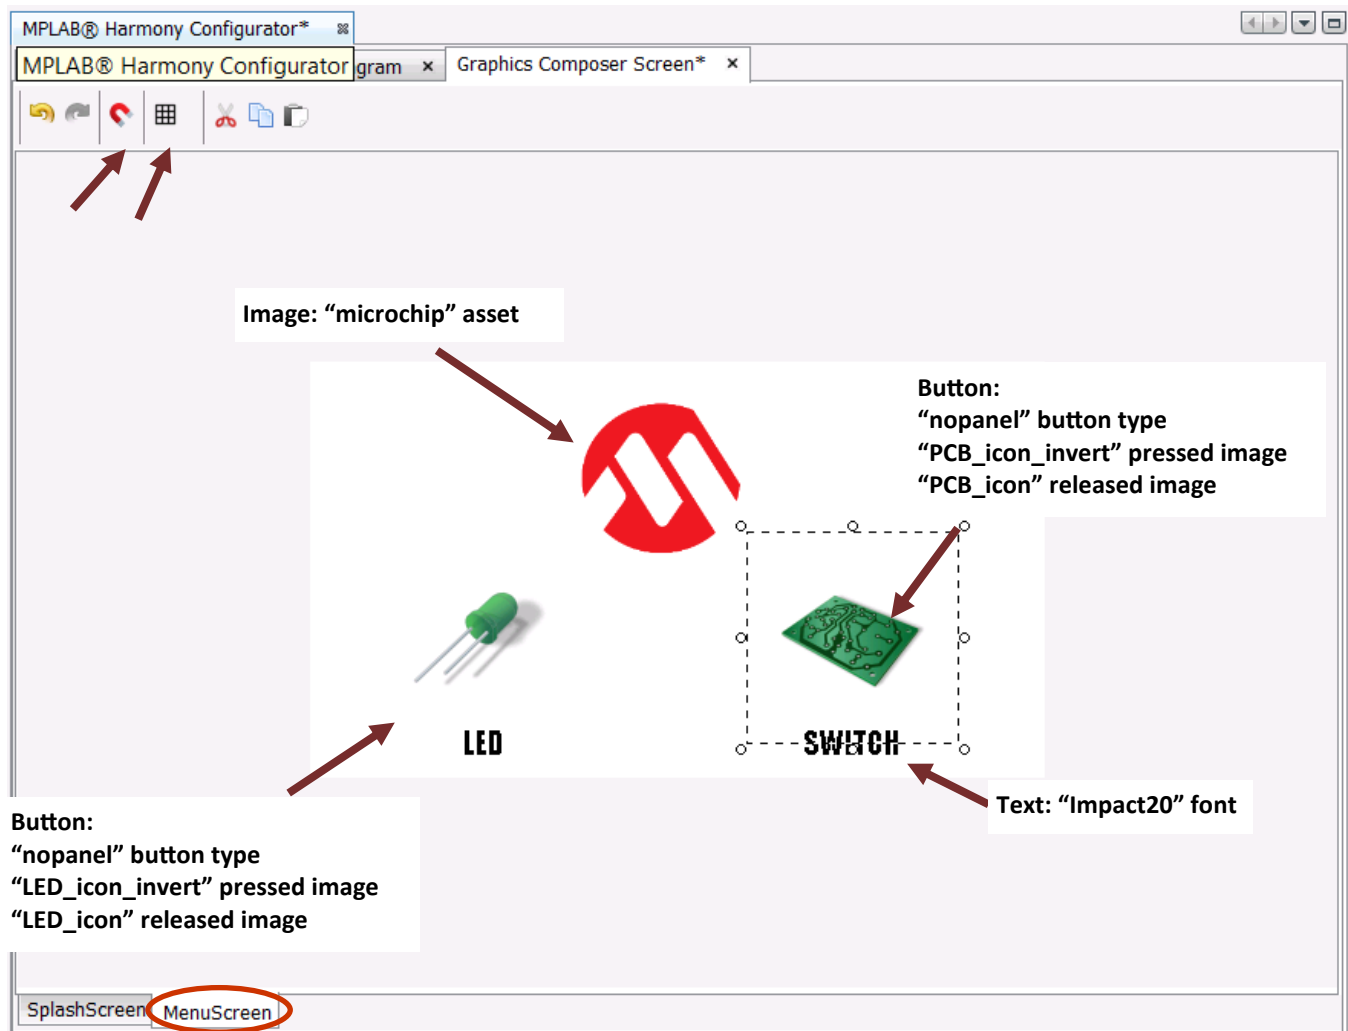 MPLAB® Harmony Configurator*
MPLAB® Harmony Configurator
gram
Graphics Composer Screen*
Image: “microchip” asset
Button:
“nopanel” button type
“PCB_icon_invert” pressed image
“PCB_icon” released image
LED
SWITCH
Text: “Impact20” font
Button:
“nopanel” button type
“LED_icon_invert” pressed image
“LED_icon” released image
SplashScreen
MenuScreen